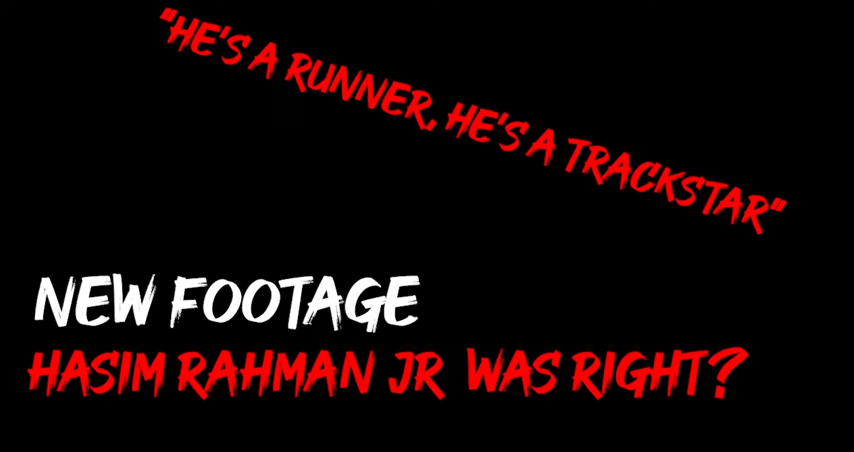 "HE'S A RUNNER, HE'S A TRACKSTAR"
NEW FOOTAGE
HASIM RAHMAN JR WAS RIGHT?